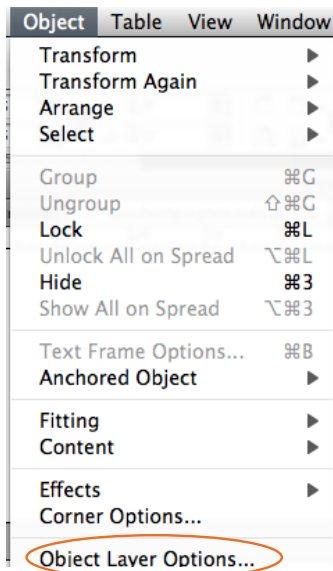 Object Table View Window
Transform
Transform Again
Arrange
Select
Group ⌘G
Ungroup ⇧⌘G
Lock ⌘L
Unlock All on Spread ⌥⌘L
Hide ⌘3
Show All on Spread ⌥⌘3
Text Frame Options... ⌘B
Anchored Object
Fitting
Content
Effects
Corner Options...
Object Layer Options...